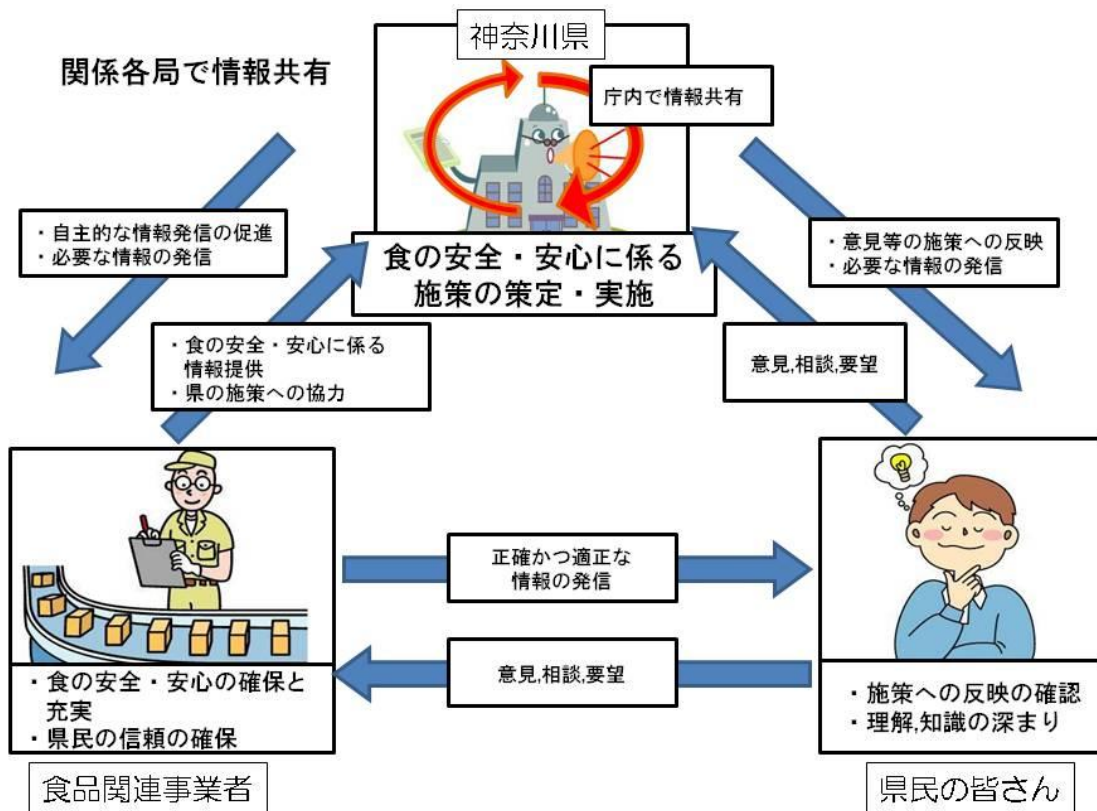 神奈川県
関係各局で情報共有
庁内で情報共有
・自主的な情報発信の促進
・必要な情報の発信
・意見等の施策への反映
・必要な情報の発信
食の安全・安心に係る
施策の策定・実施
・食の安全・安心に係る
情報提供
・県の施策への協力
意見,相談,要望
正確かつ適正な
情報の発信
意見,相談,要望
・食の安全・安心の確保と
充実
・県民の信頼の確保
・施策への反映の確認
・理解,知識の深まり
食品関連事業者
県民の皆さん